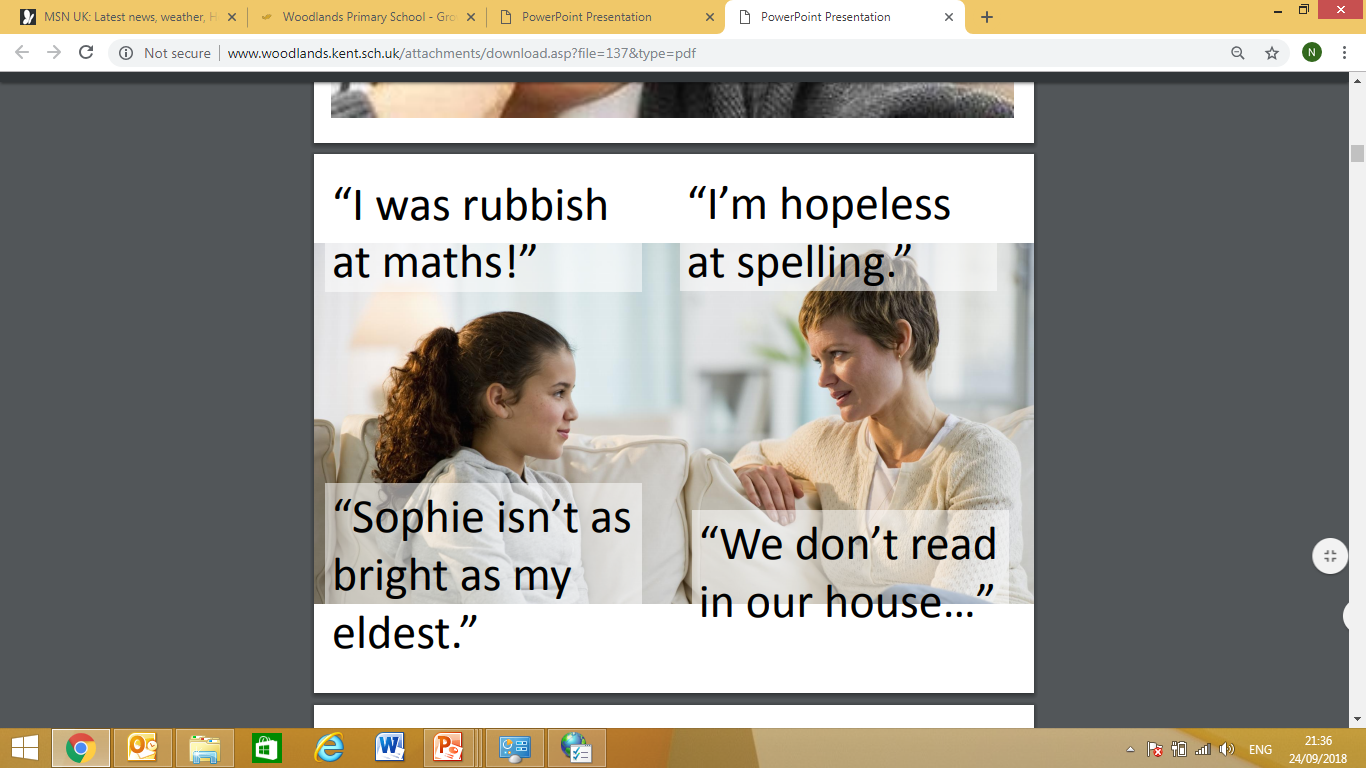 MSN UK: Latest news, weather, H
Woodlands Primary School - Gro
PowerPoint Presentation
PowerPoint Presentation
Not secure
www.woodlands.kent.sch.uk/attachments/download.asp?file=137&type=pdf
N
“I was rubbish
at maths!”
“I’m hopeless
at spelling.”
“Sophie isn’t as
bright as my
eldest.”
“We don’t read
in our house…”
ENG
21:36
24/09/2018